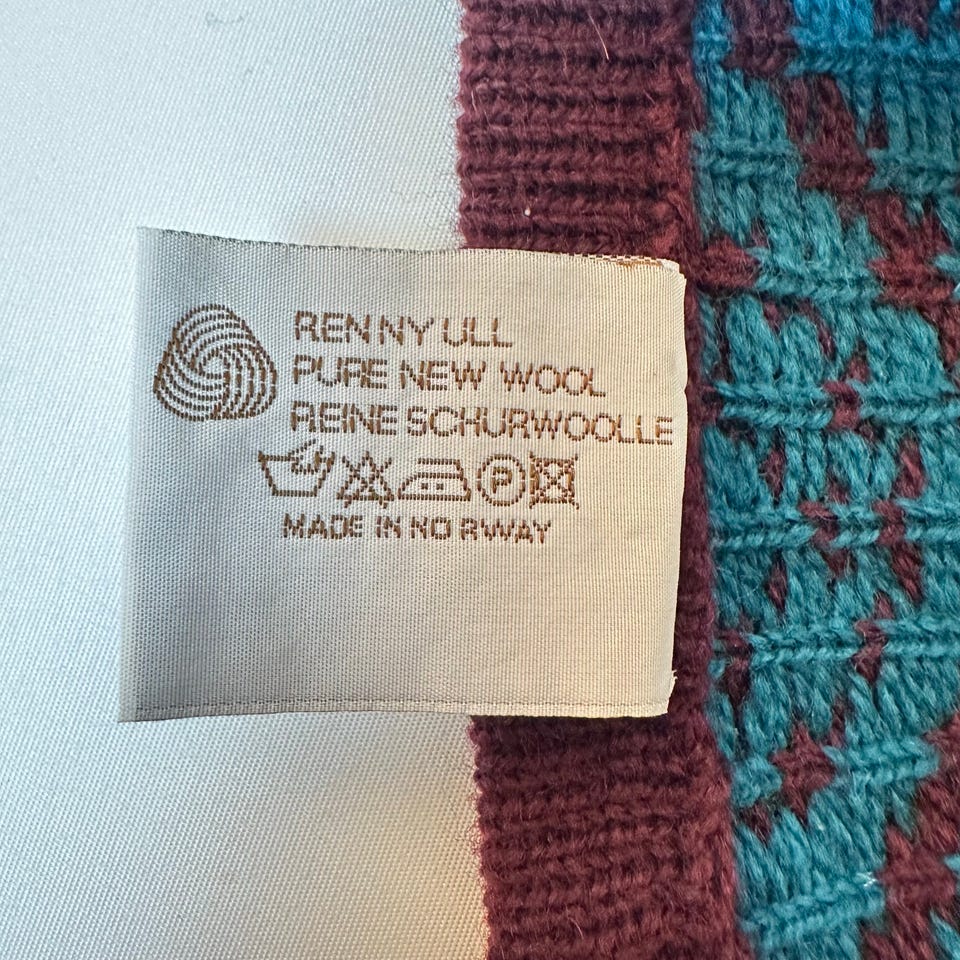 REN NY ULL
PURE NEW WOOL
REINE SCHURWOLLE
P
MADE IN NORWAY